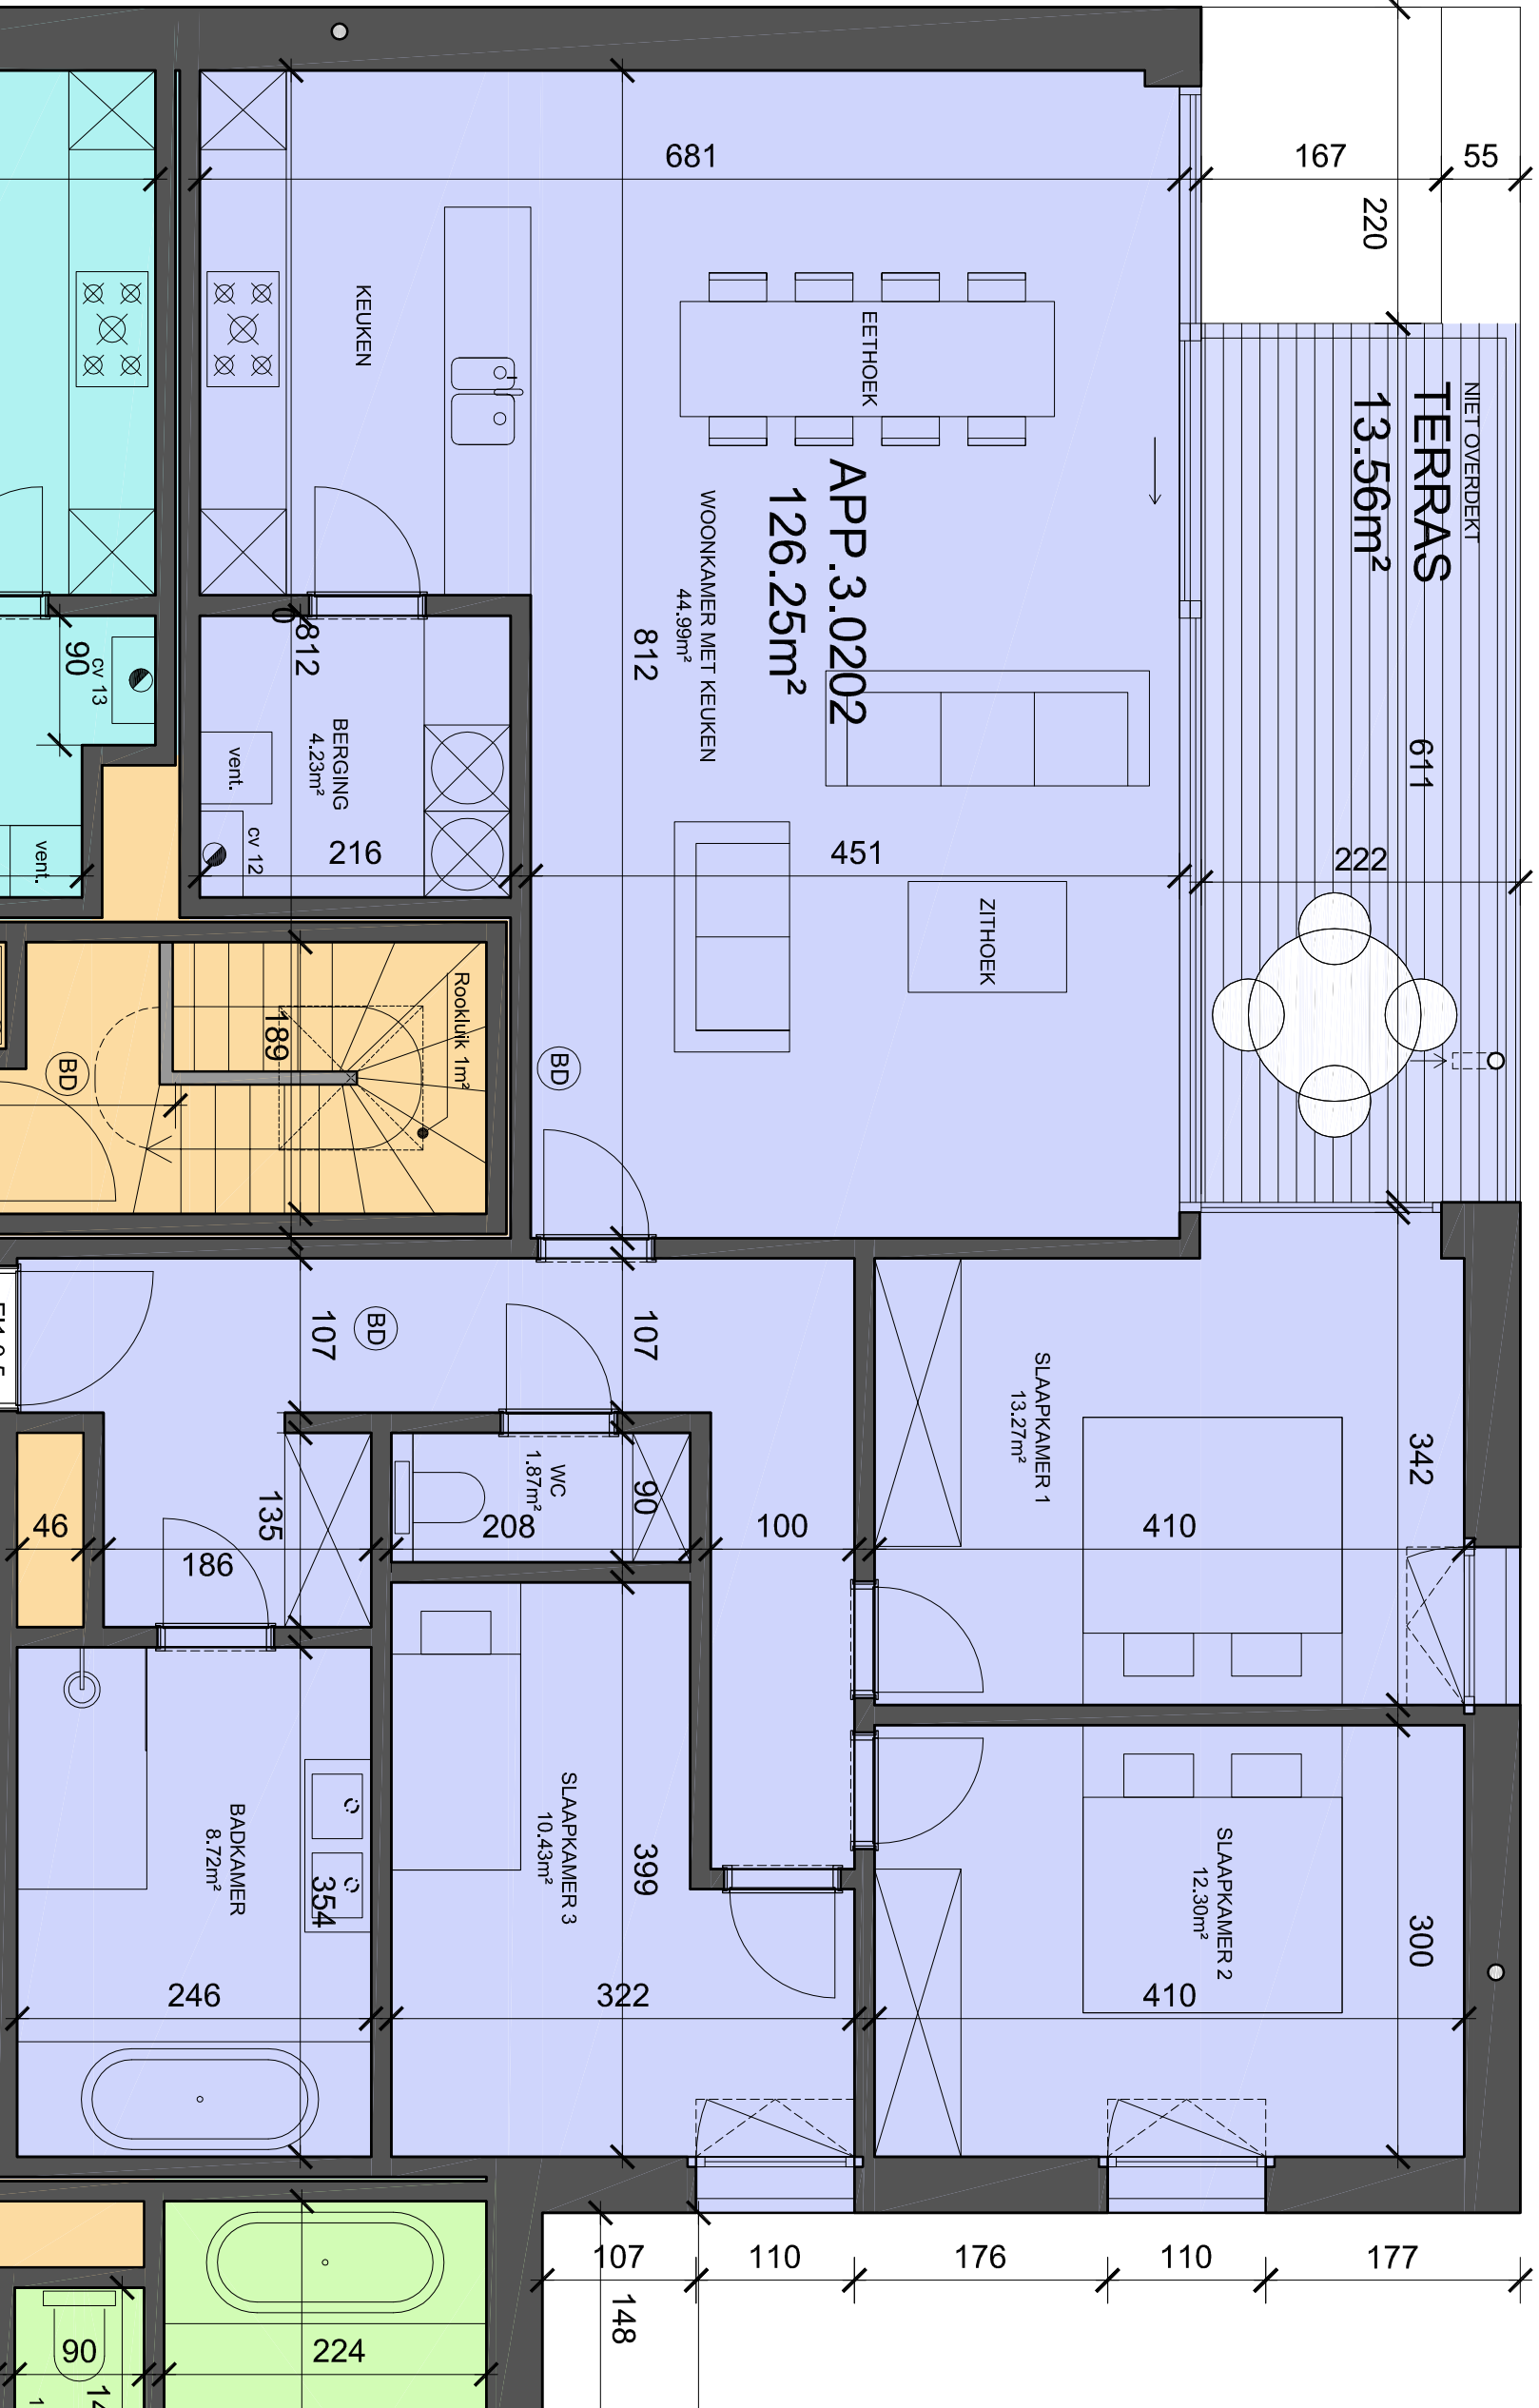 681
167
55
220
KEUKEN
EETHOEK
NIET OVERDEKT
TERRAS
13.56m²
APP.3.0202
126.25m²
WOONKAMER MET KEUKEN
44.99m²
812
0
812
90
cv 13
BERGING
4.23m²
vent.
cv 12
vent.
216
451
611
222
ZITHOEK
Rookluik 1m²
189
BD
BD
107
BD
107
SLAAPKAMER 1
13.27m²
342
WC
1.87m²
90
135
46
186
208
100
410
BADKAMER
8.72m²
354
SLAAPKAMER 3
10.43m²
399
SLAAPKAMER 2
12.30m²
300
246
322
410
107
110
176
110
177
148
90
224